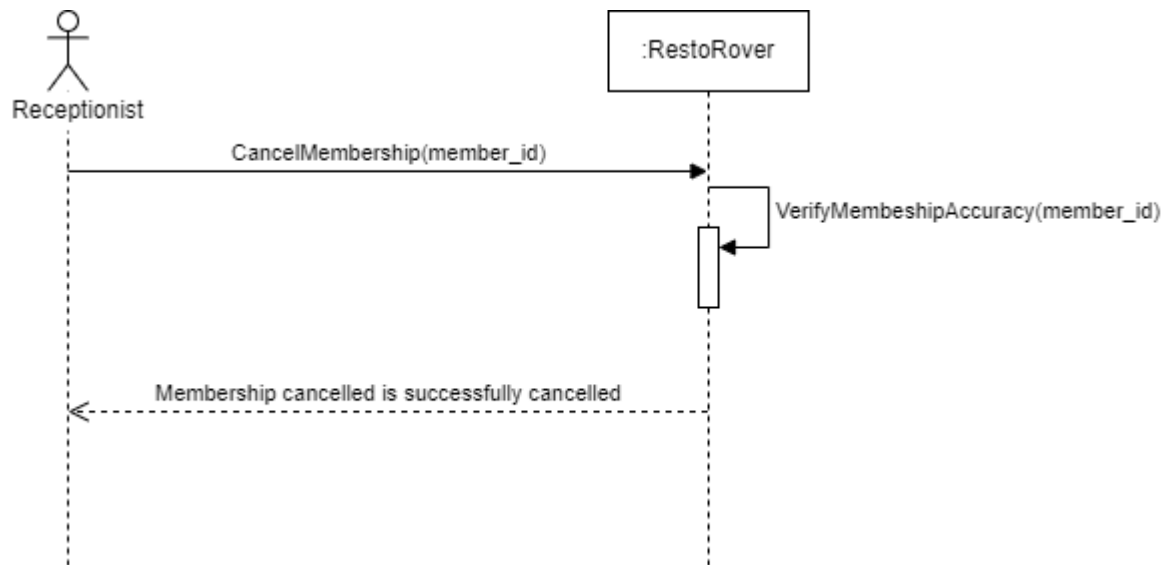 :RestoRover
Receptionist
CancelMembership(member_id)
VerifyMembeshipAccuracy(member_id)
Membership cancelled is successfully cancelled